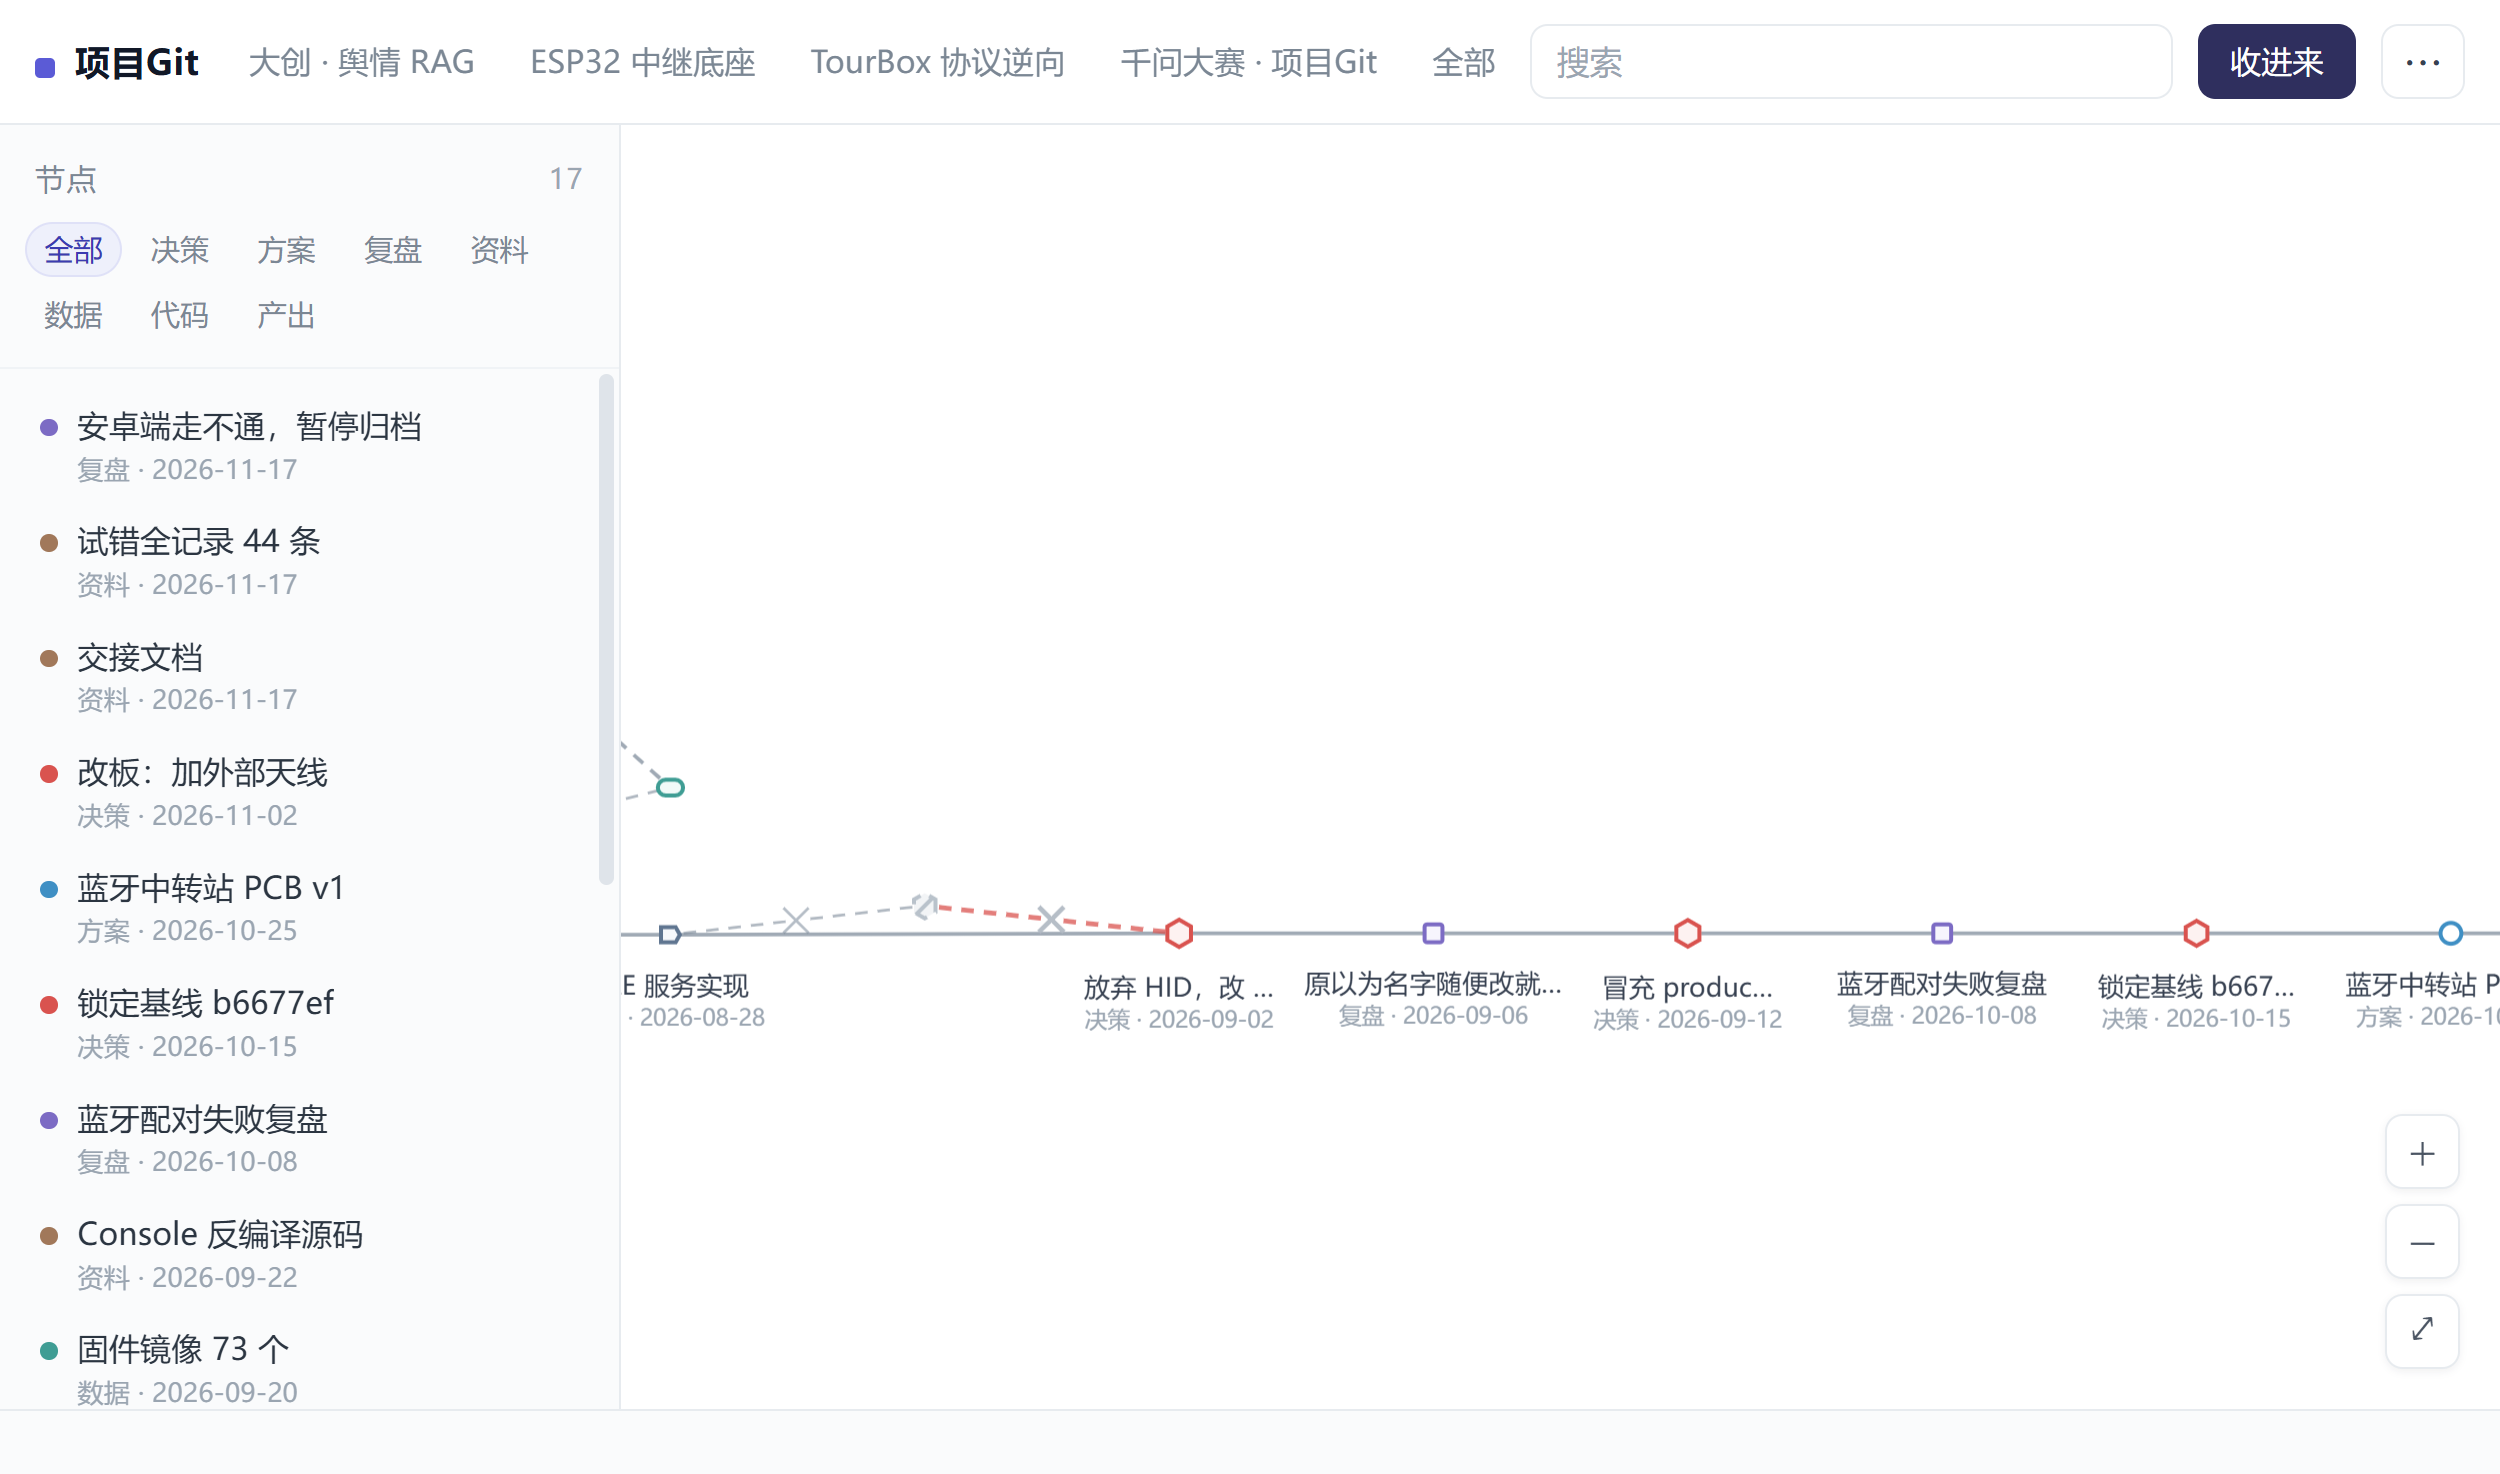 项目Git
大创 · 舆情 RAG
ESP32 中继底座
TourBox 协议逆向
千问大赛 · 项目Git
全部
搜索
收进来
···
节点
17
全部
决策
方案
复盘
资料
数据
代码
产出
安卓端走不通，暂停归档
复盘 · 2026-11-17
试错全记录 44 条
资料 · 2026-11-17
交接文档
资料 · 2026-11-17
改板：加外部天线
决策 · 2026-11-02
蓝牙中转站 PCB v1
方案 · 2026-10-25
锁定基线 b6677ef
决策 · 2026-10-15
蓝牙配对失败复盘
复盘 · 2026-10-08
Console 反编译源码
资料 · 2026-09-22
固件镜像 73 个
数据 · 2026-09-20
E 服务实现
· 2026-08-28
放弃 HID，改 ...
决策 · 2026-09-02
原以为名字随便改就...
复盘 · 2026-09-06
冒充 produc...
决策 · 2026-09-12
蓝牙配对失败复盘
复盘 · 2026-10-08
锁定基线 b667...
决策 · 2026-10-15
蓝牙中转站 P
方案 · 2026-10